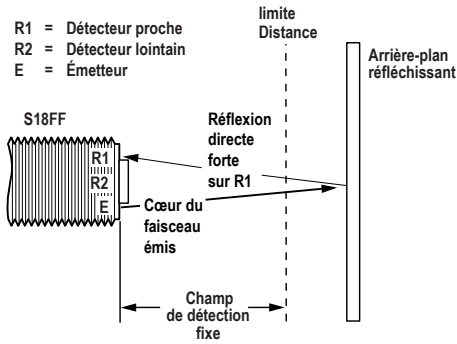 R1 = Détecteur proche
R2 = Détecteur lointain
E = Émetteur
limite
Distance
Arrière-plan
réfléchissant
S18FF
R1
R2
E
Réflexion
directe
forte
sur R1
Cœur du
faisceau
émis
Champ
de détection
fixe